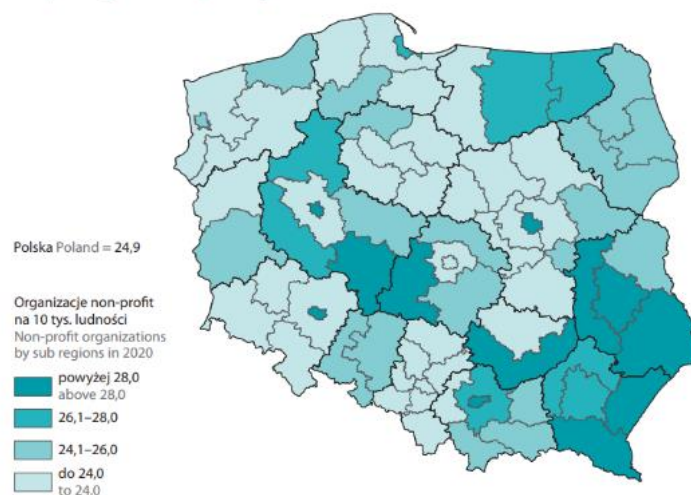 Polska Poland = 24,9
Organizacje non-profit
na 10 tys. ludności
Non-profit organizations
by sub regions in 2020
powyżej 28,0
above 28,0
26,1–28,0
24,1–26,0
do 24,0
to 24,0